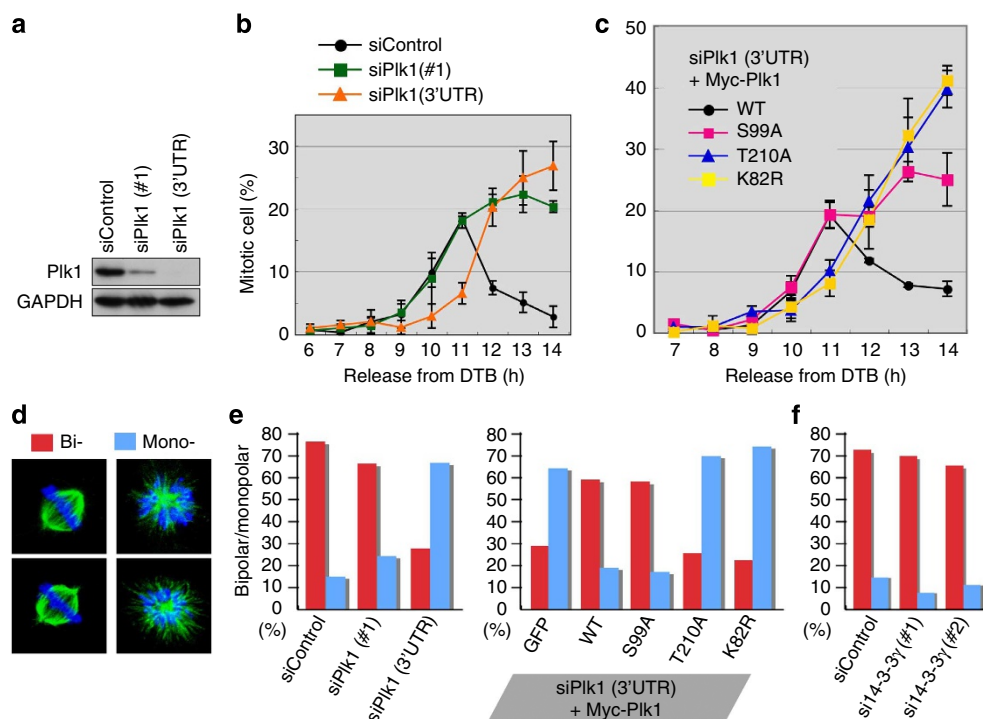 a
siControl
siPlk1 (#1)
siPlk1 (3'UTR)
Plk1
GAPDH
b
siControl
siPlk1(#1)
siPlk1(3'UTR)
Mitotic cell (%)
30
20
10
0
6 7 8 9 10 11 12 13 14
Release from DTB (h)
c
siPlk1 (3'UTR)
+ Myc-Plk1
WT
S99A
T210A
K82R
50
40
30
20
10
0
7 8 9 10 11 12 13 14
Release from DTB (h)
d
Bi-
Mono-
e
Bipolar/monopolar
80
70
60
50
40
30
20
10
0
(%)
siControl
siPlk1 (#1)
siPlk1 (3'UTR)
80
70
60
50
40
30
20
10
0
(%)
GFP
WT
S99A
T210A
K82R
siPlk1 (3'UTR)
+ Myc-Plk1
f
80
70
60
50
40
30
20
10
0
(%)
siControl
si14-3-3γ (#1)
si14-3-3γ (#2)